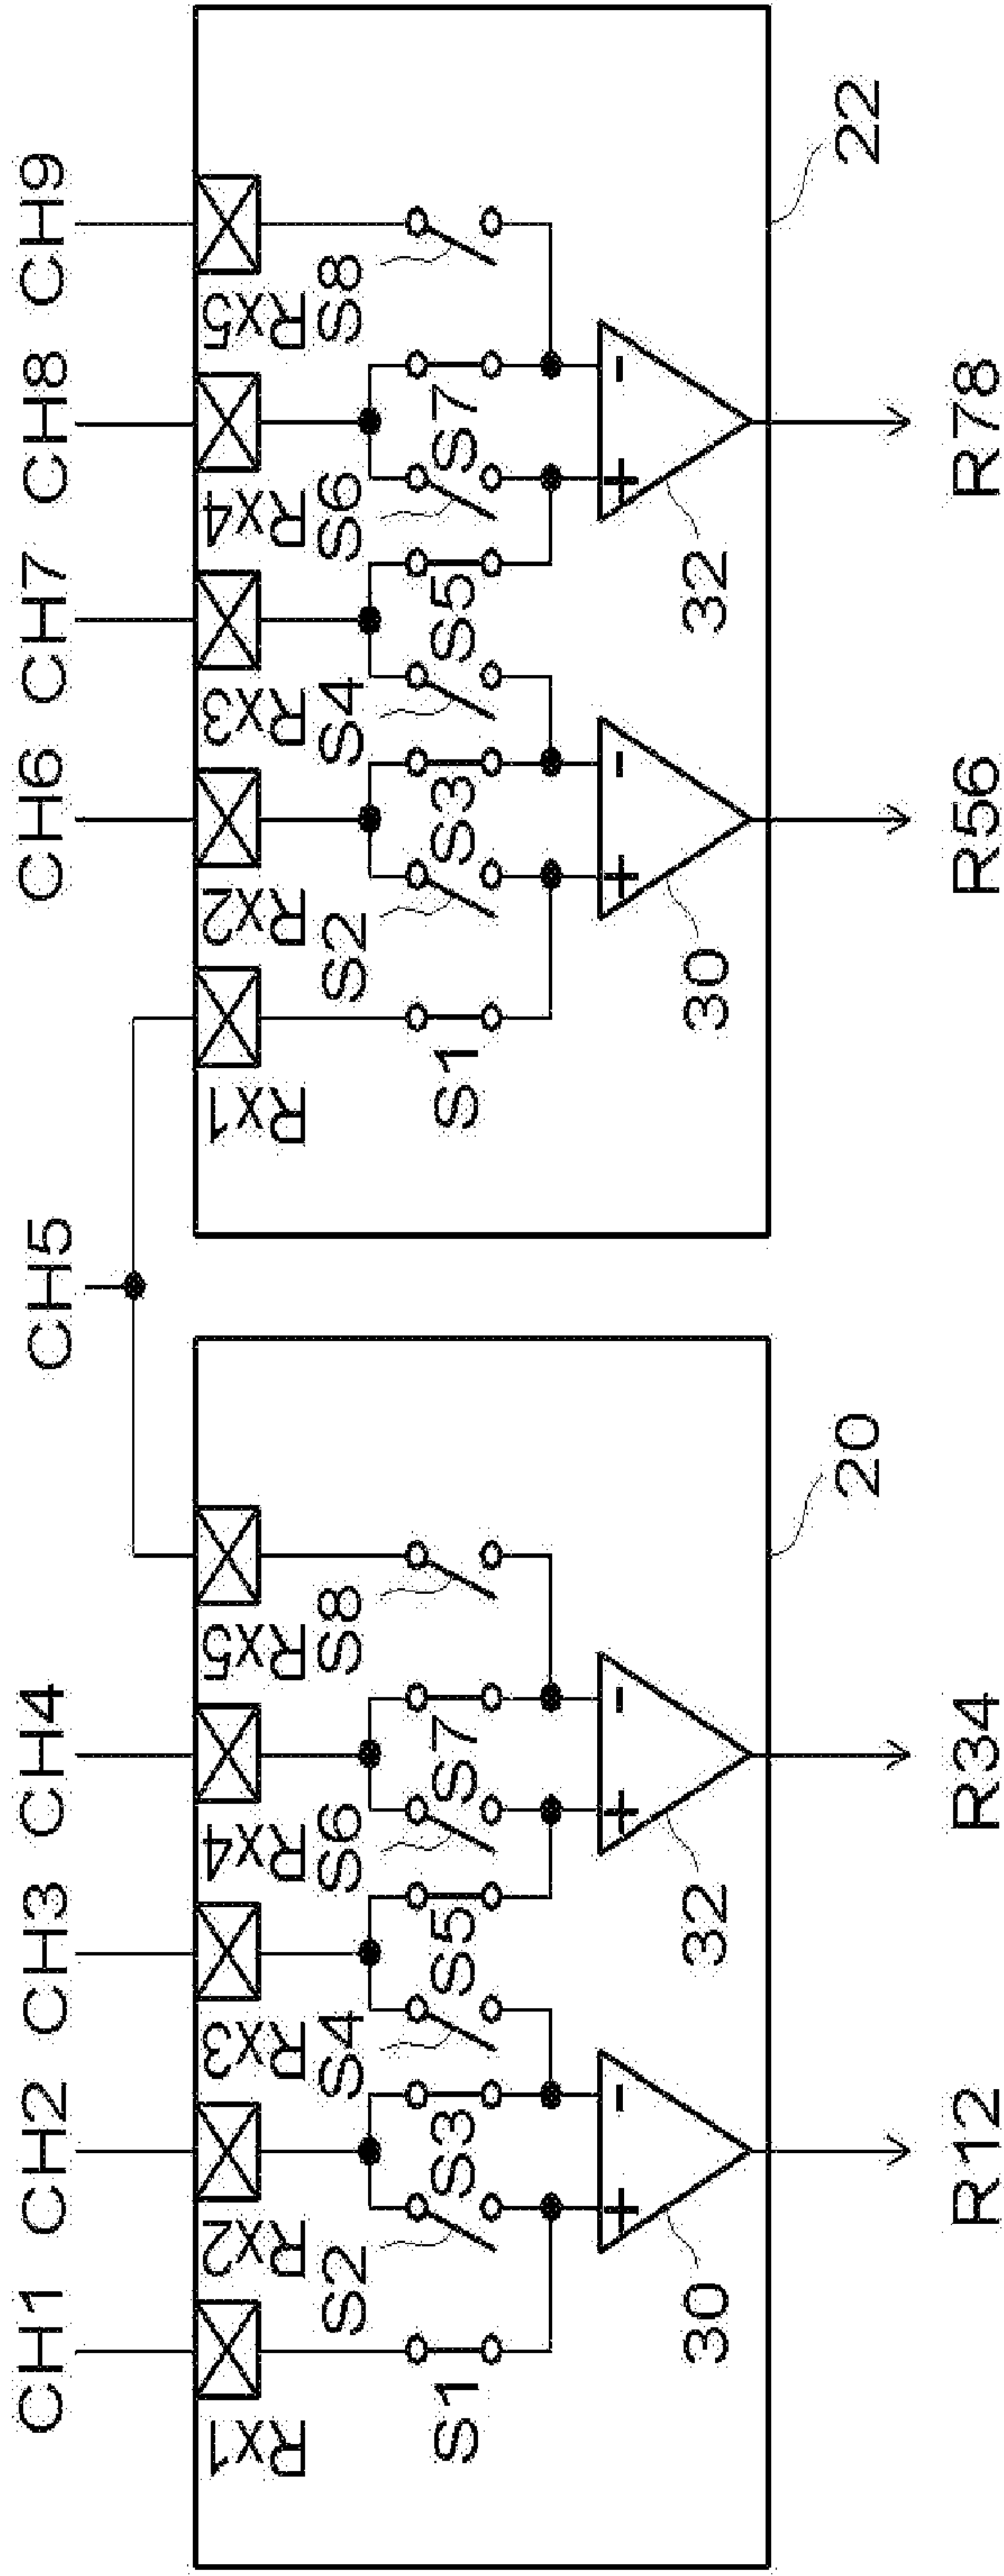 CH1 CH2 CH3 CH4 CH5 CH6 CH7 CH8 CH9
Rx1 Rx2 Rx3 Rx4 Rx5 Rx1 Rx2 Rx3 Rx4 Rx5
S2 S4 S6 S8 S2 S4 S6 S8
S1 S3 S5 S7 S1 S3 S5 S7
+ - + - + - + -
30 32 30 32
20 22
R12 R34 R56 R78